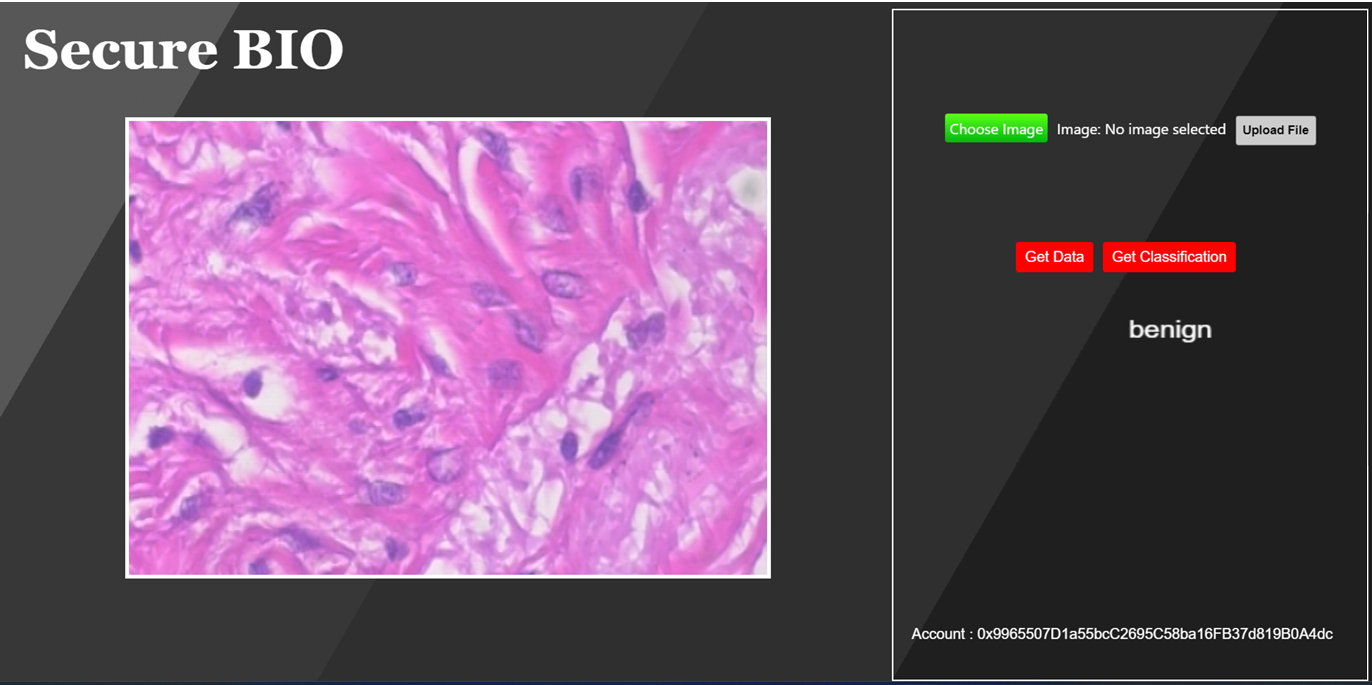 Secure BIO
Choose Image Image: No image selected Upload File
Get Data Get Classification
benign
Account : 0x9965507D1a55bcC2695C58ba16FB37d819B0A4dc